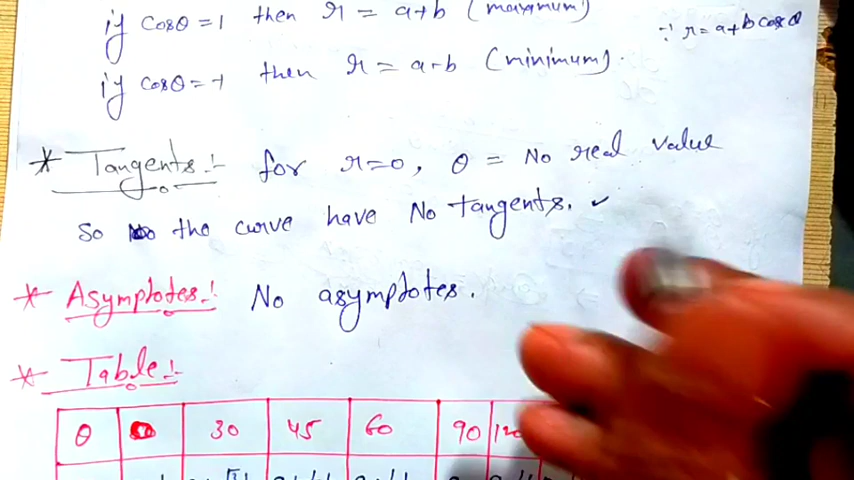 if Cosθ=1 then r = a+b (maximum)
∵ r=a+b cosθ
if Cosθ=-1 then r = a-b (minimum).
* Tangents:- for r=0, θ = No real value
So the curve have No tangents. ✓
* Asymptotes:- No asymptotes.
* Table:-
θ 30 45 60 90